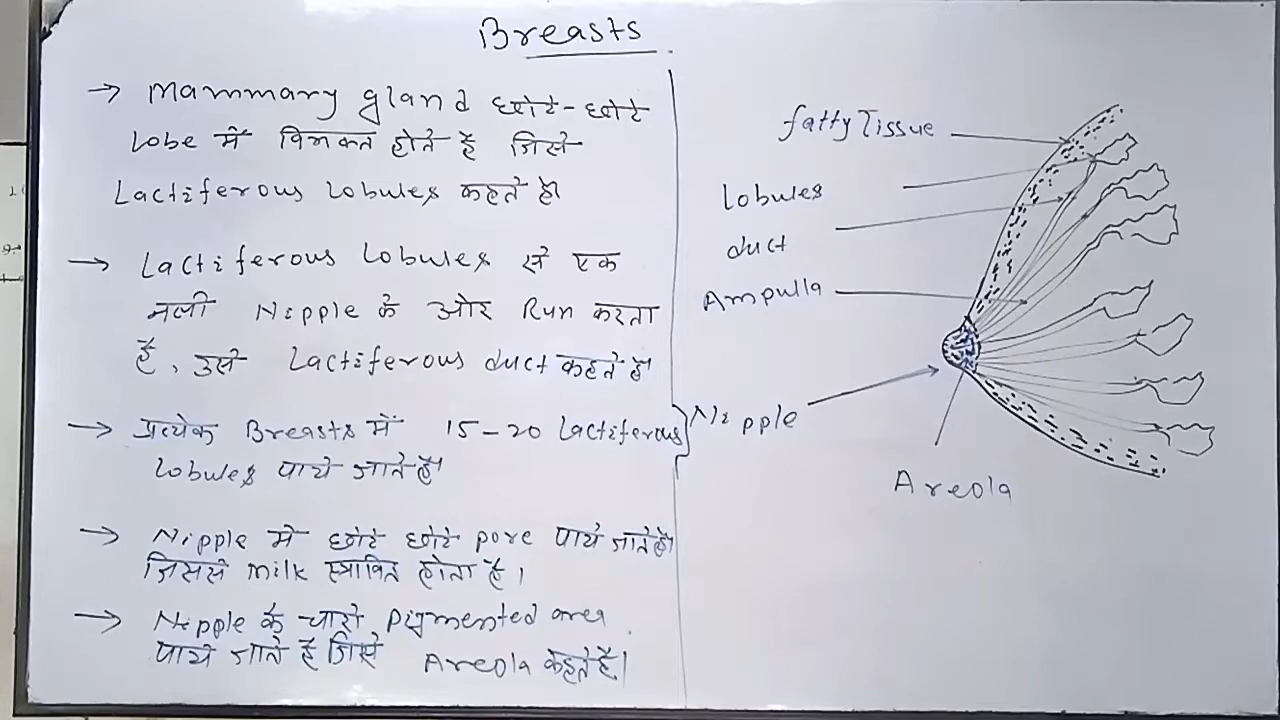 Breasts
→ Mammary gland छोटे-छोटे
Lobe में विभक्त होते है जिसे
Lactiferous Lobules कहते है।
→ Lactiferous Lobules से एक
नली Nipple के ओर Run करता
है, उसे Lactiferous duct कहते है।
→ प्रत्येक Breasts में 15-20 Lactiferous
Lobules पाये जाते है।
→ Nipple में छोटे छोटे pore पाये जाते है।
जिससे milk स्त्रावित होता है।
→ Nipple के चारो pigmented area
पाये जाते है जिसे Areola कहते है।
fatty Tissue
Lobules
duct
Ampulla
Nipple
Areola